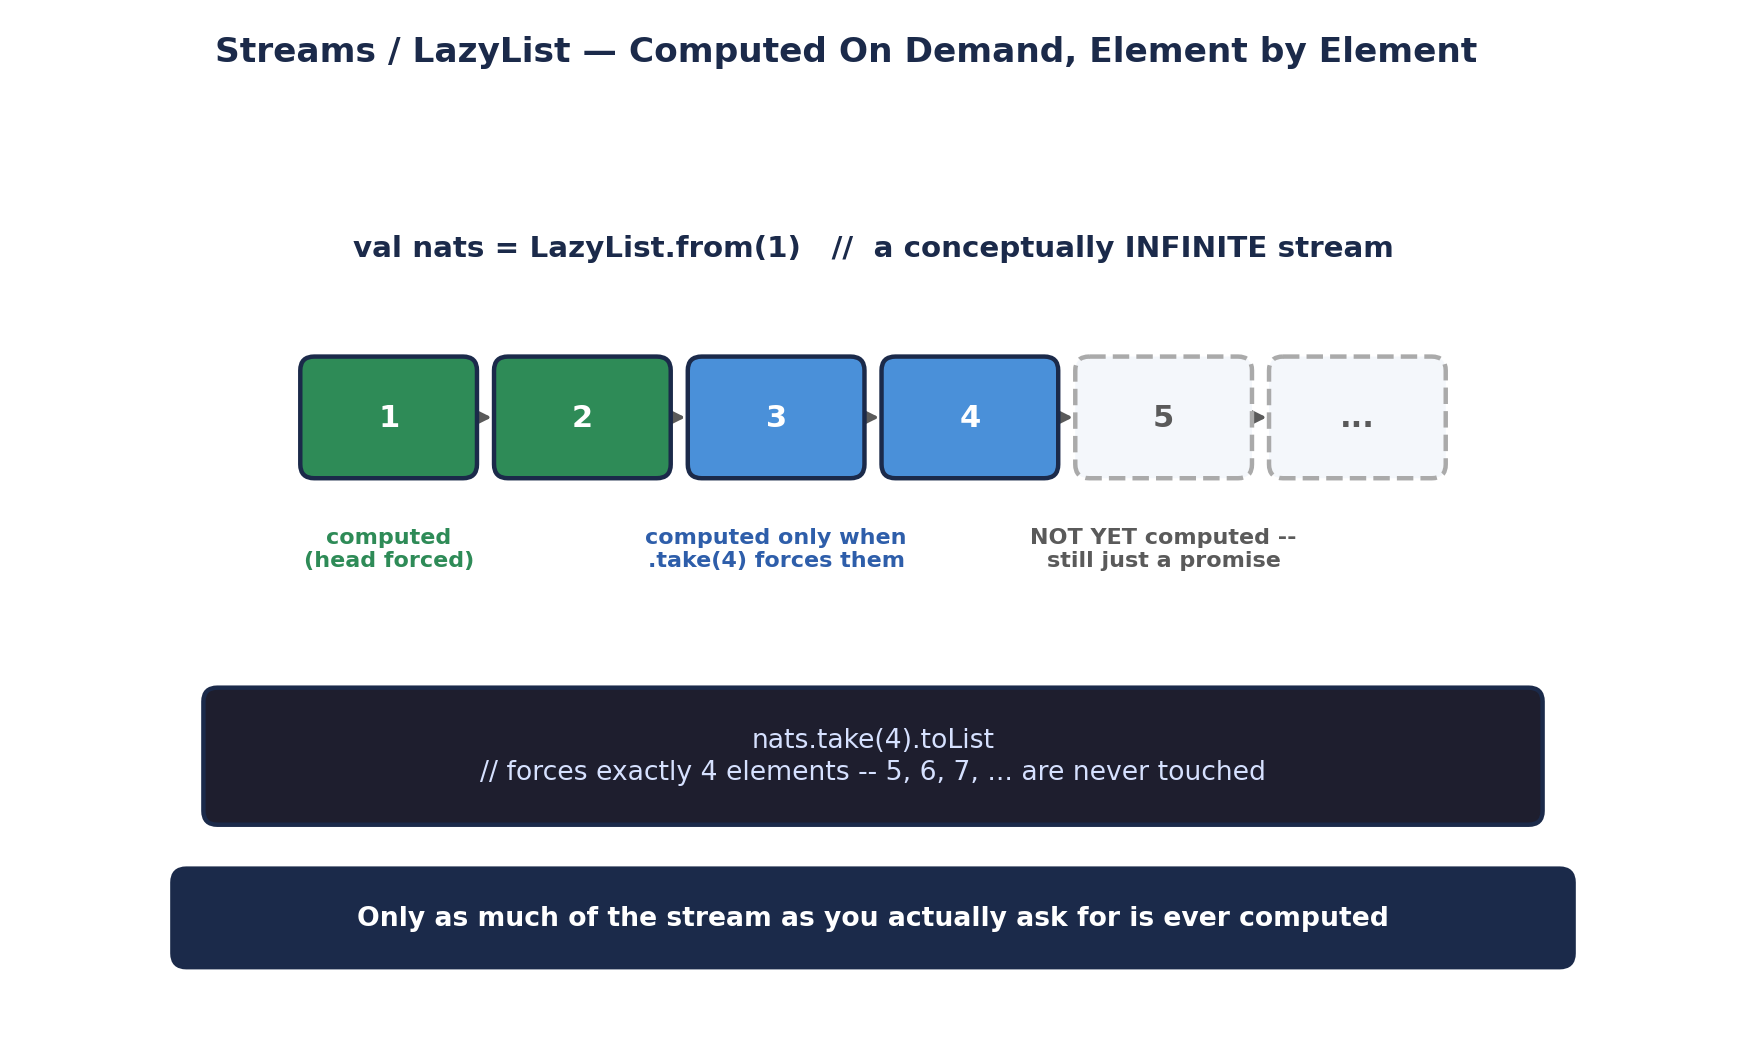 Streams / LazyList — Computed On Demand, Element by Element
val nats = LazyList.from(1)   //  a conceptually INFINITE stream
1
2
3
4
5
...
computed
(head forced)
computed only when
.take(4) forces them
NOT YET computed --
still just a promise
nats.take(4).toList
// forces exactly 4 elements -- 5, 6, 7, ... are never touched
Only as much of the stream as you actually ask for is ever computed